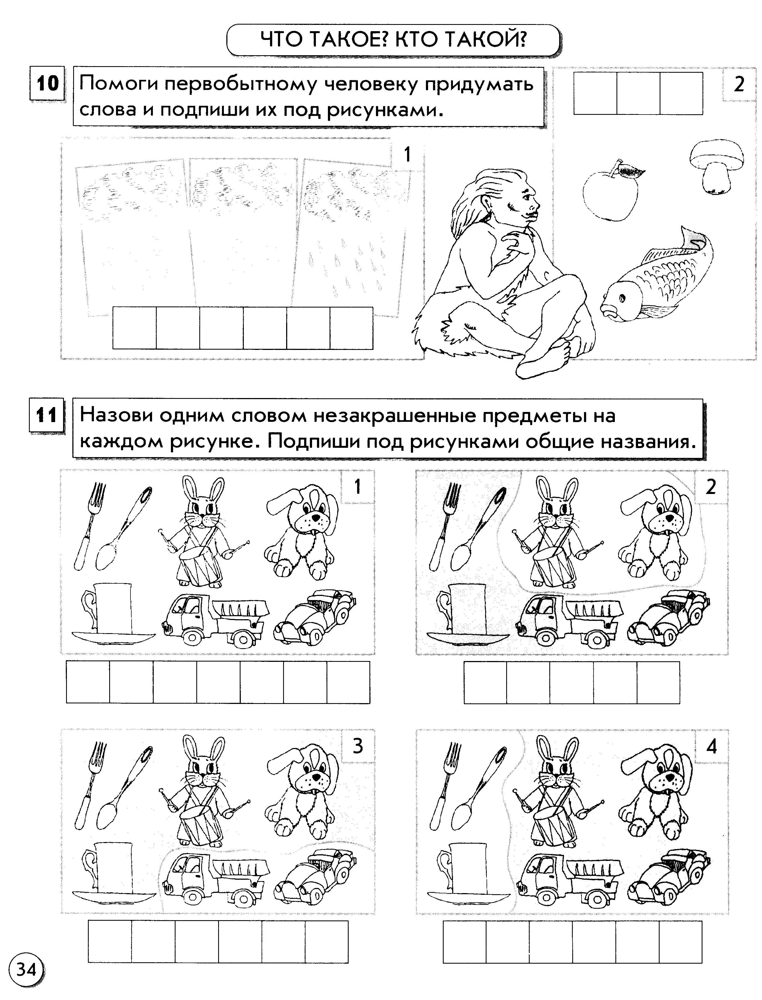 ЧТО ТАКОЕ? КТО ТАКОЙ?
10
Помоги первобытному человеку придумать
слова и подпиши их под рисунками.
1
2
11
Назови одним словом незакрашенные предметы на
каждом рисунке. Подпиши под рисунками общие названия.
1
2
3
4
34